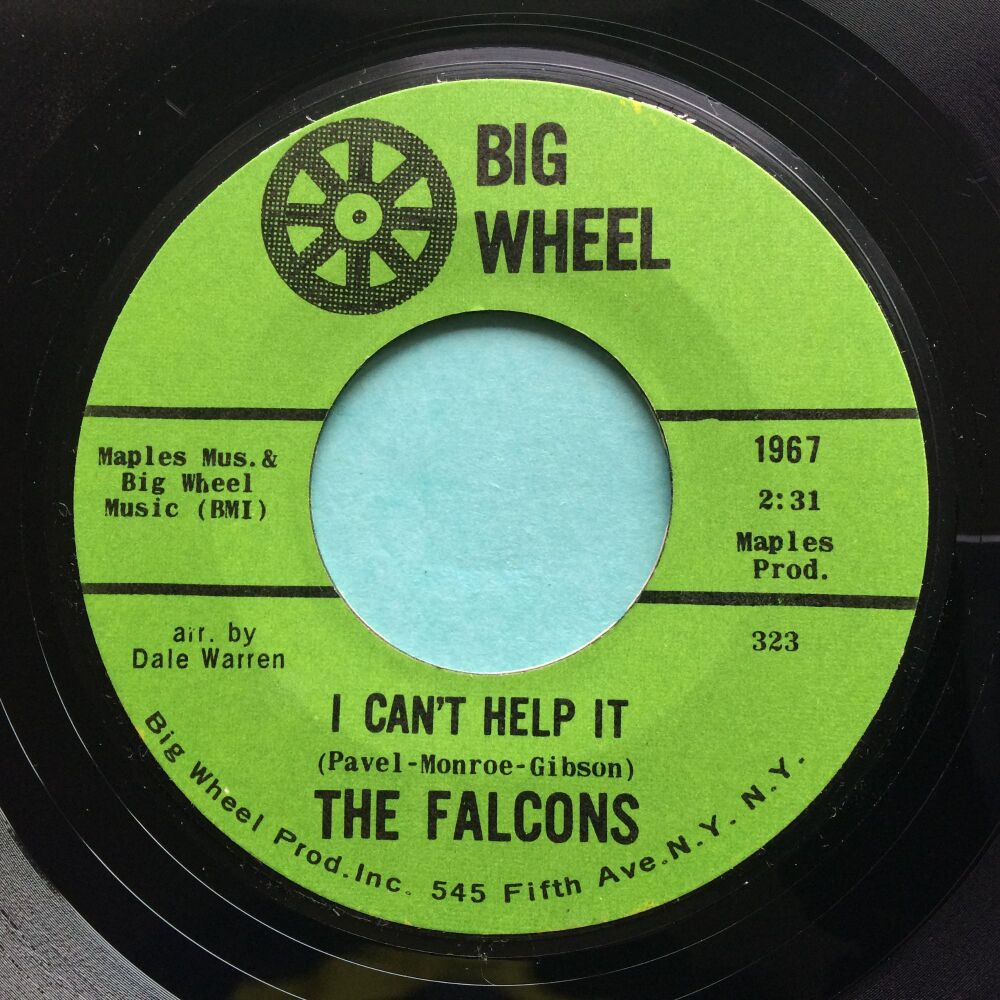 BIG
WHEEL
Maples Mus.&
Big Wheel
Music (BMI)
1967
2:31
Maples
Prod.
arr. by
Dale Warren
323
I CAN'T HELP IT
(Pavel-Monroe-Gibson)
THE FALCONS
Big Wheel Prod.Inc. 545 Fifth Ave.N.Y. N.Y.